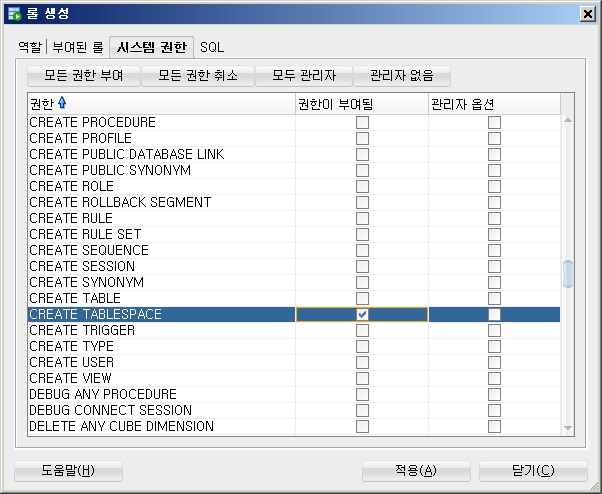 롤 생성
역할 부여된 롤 시스템 권한 SQL
모든 권한 부여 모든 권한 취소 모두 관리자 관리자 없음
권한 권한이 부여됨 관리자 옵션
CREATE PROCEDURE
CREATE PROFILE
CREATE PUBLIC DATABASE LINK
CREATE PUBLIC SYNONYM
CREATE ROLE
CREATE ROLLBACK SEGMENT
CREATE RULE
CREATE RULE SET
CREATE SEQUENCE
CREATE SESSION
CREATE SYNONYM
CREATE TABLE
CREATE TABLESPACE
CREATE TRIGGER
CREATE TYPE
CREATE USER
CREATE VIEW
DEBUG ANY PROCEDURE
DEBUG CONNECT SESSION
DELETE ANY CUBE DIMENSION
도움말(H) 적용(A) 닫기(C)